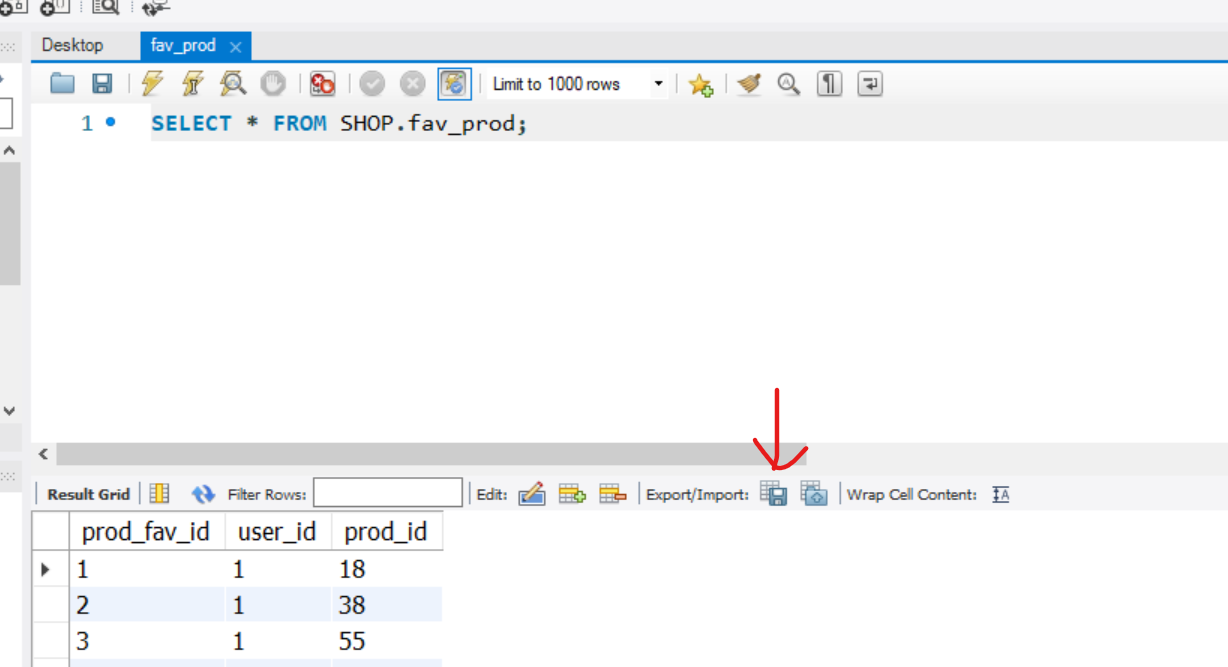 Desktop fav_prod
Limit to 1000 rows
1 SELECT * FROM SHOP.fav_prod;
Result Grid Filter Rows: Edit: Export/Import: Wrap Cell Content:
prod_fav_id user_id prod_id
1 1 18
2 1 38
3 1 55